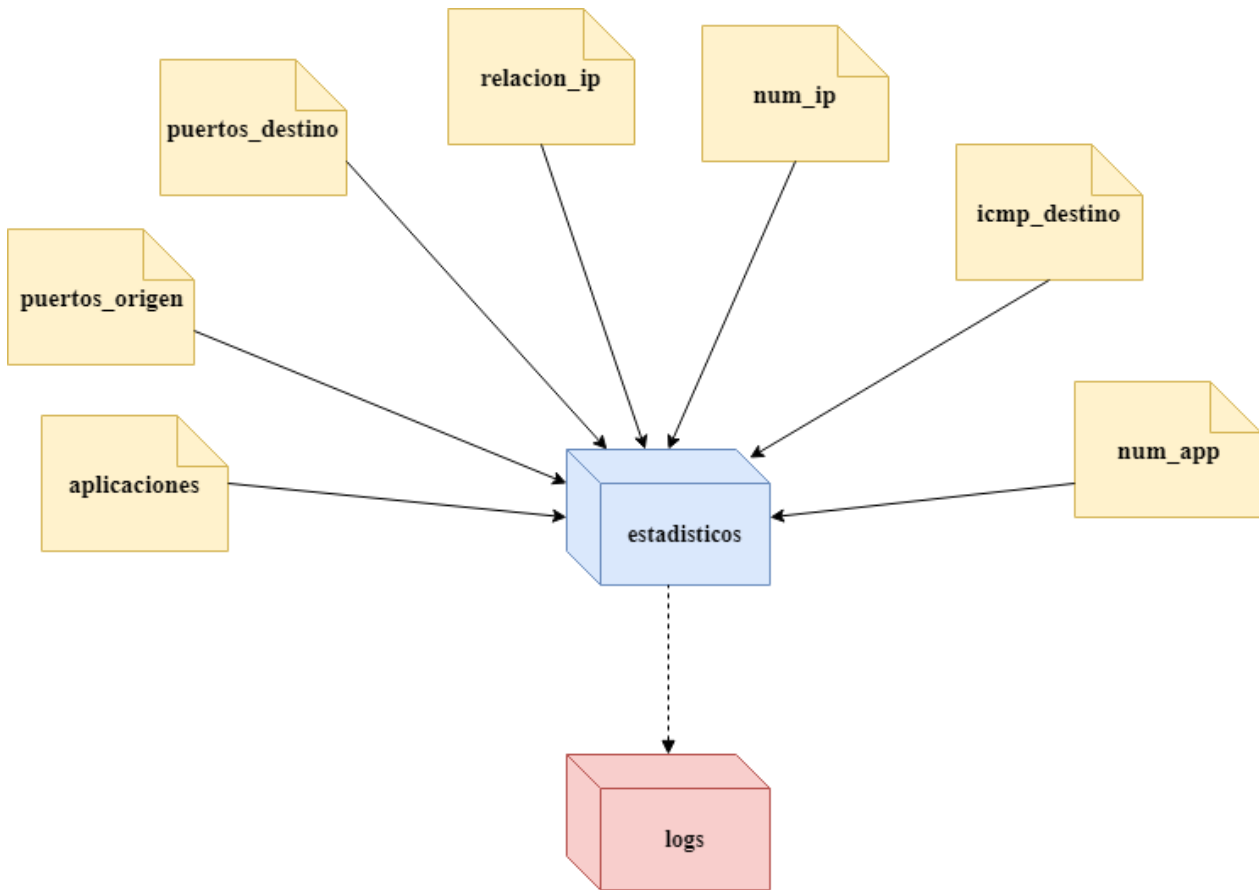 relacion_ip
num_ip
puertos_destino
icmp_destino
puertos_origen
num_app
aplicaciones
estadisticos
logs